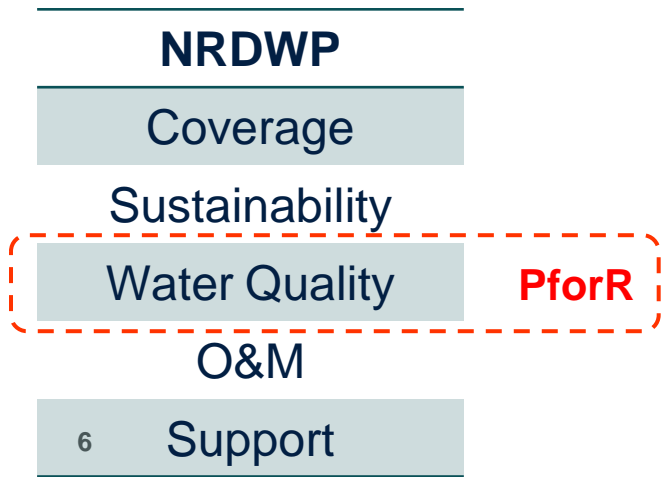 NRDWP
Coverage
Sustainability
Water Quality PforR
O&M
6 Support